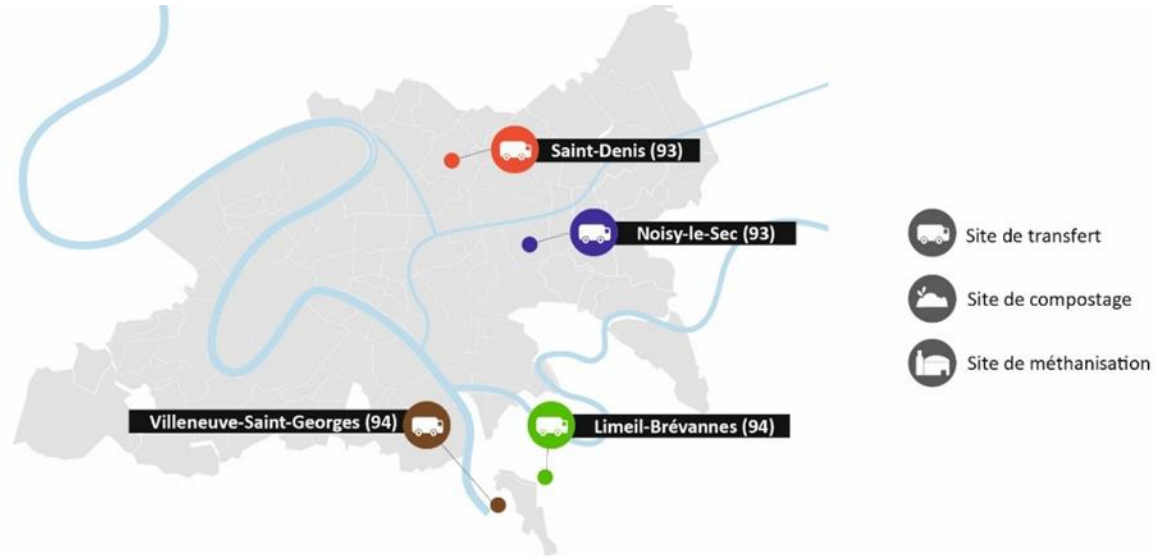 Saint-Denis (93)
Noisy-le-Sec (93)
Site de transfert
Site de compostage
Site de méthanisation
Villeneuve-Saint-Georges (94)
Limeil-Brévannes (94)